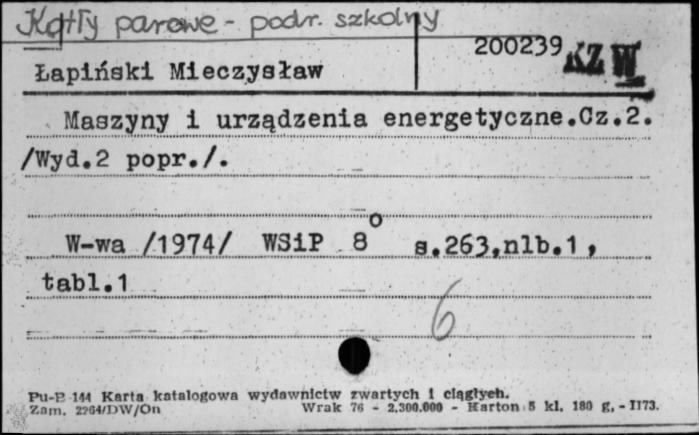 Kotły parowe - podr. szkolny
200239 KZ W
Łapiński Mieczysław
Maszyny i urządzenia energetyczne.Cz.2.
/Wyd.2 popr./.
W-wa /1974/ WSiP 8° s.263,nlb.1,
tabl.1
6
Pu-B 144 Karta katalogowa wydawnictw zwartych i ciągłych.
Zam. 2264/DW/On Wrak 76 - 2.300.000 - Karton 5 kl. 180 g, - II73.